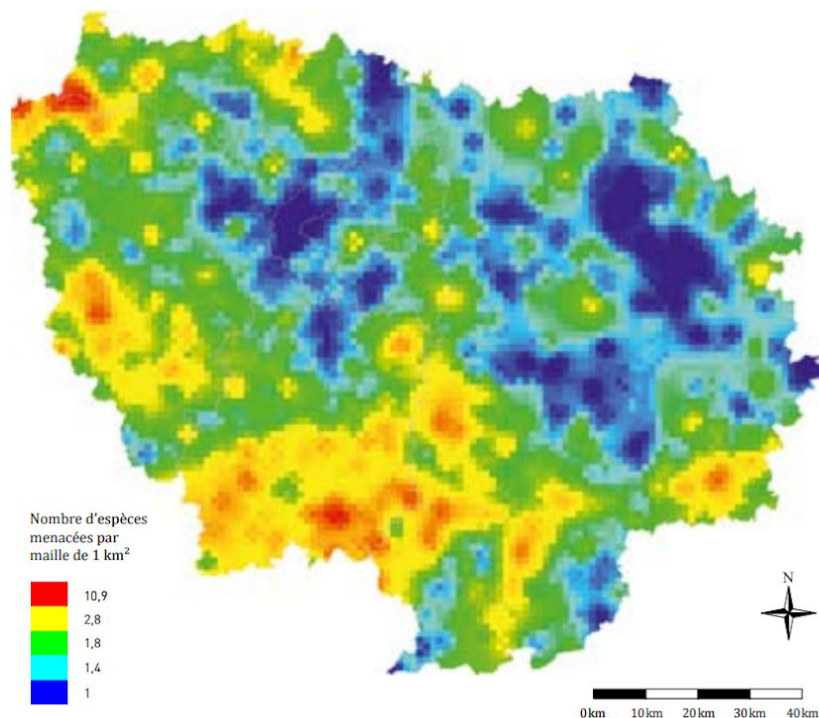 Nombre d'espèces
menacées par
maille de 1 km²
10,9
2,8
1,8
1,4
1
N
0km 10km 20km 30km 40km